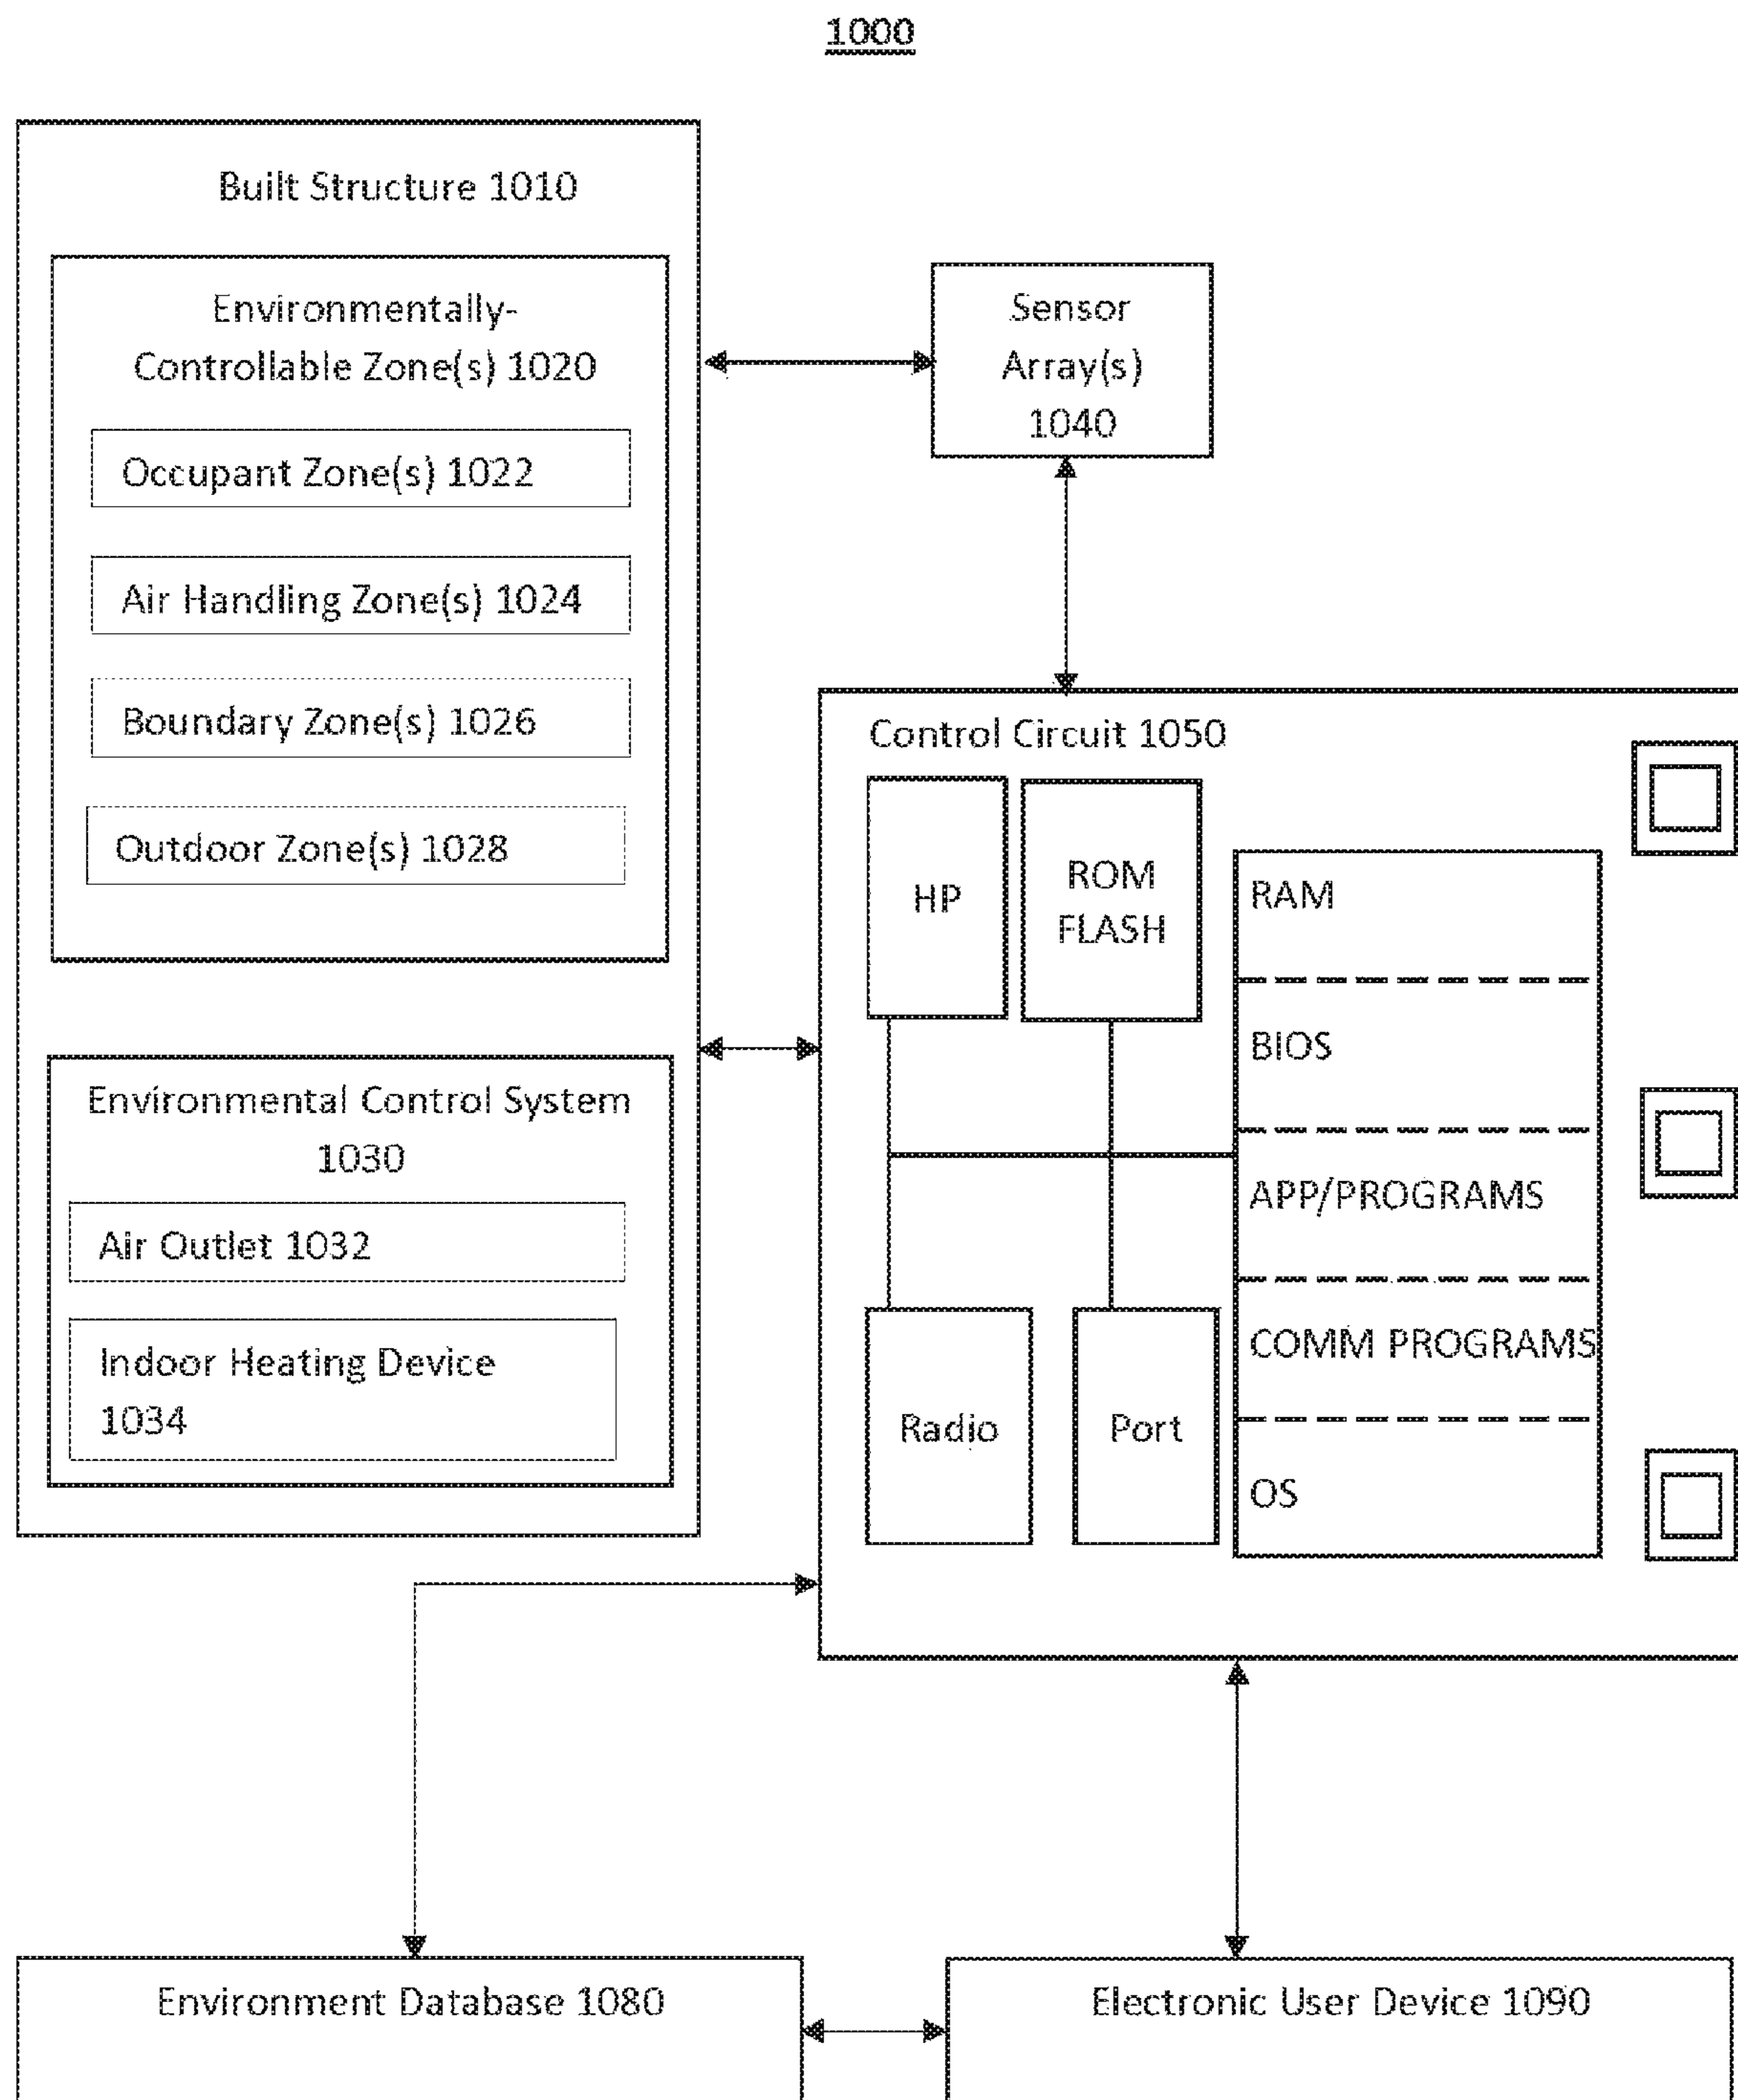 1000
Built Structure 1010
Environmentally-
Controllable Zone(s) 1020
Occupant Zone(s) 1022
Air Handling Zone(s) 1024
Boundary Zone(s) 1026
Outdoor Zone(s) 1028
Environmental Control System
1030
Air Outlet 1032
Indoor Heating Device
1034
Sensor
Array(s)
1040
Control Circuit 1050
HP
ROM
FLASH
RAM
BIOS
APP/PROGRAMS
COMM PROGRAMS
OS
Radio
Port
Environment Database 1080
Electronic User Device 1090